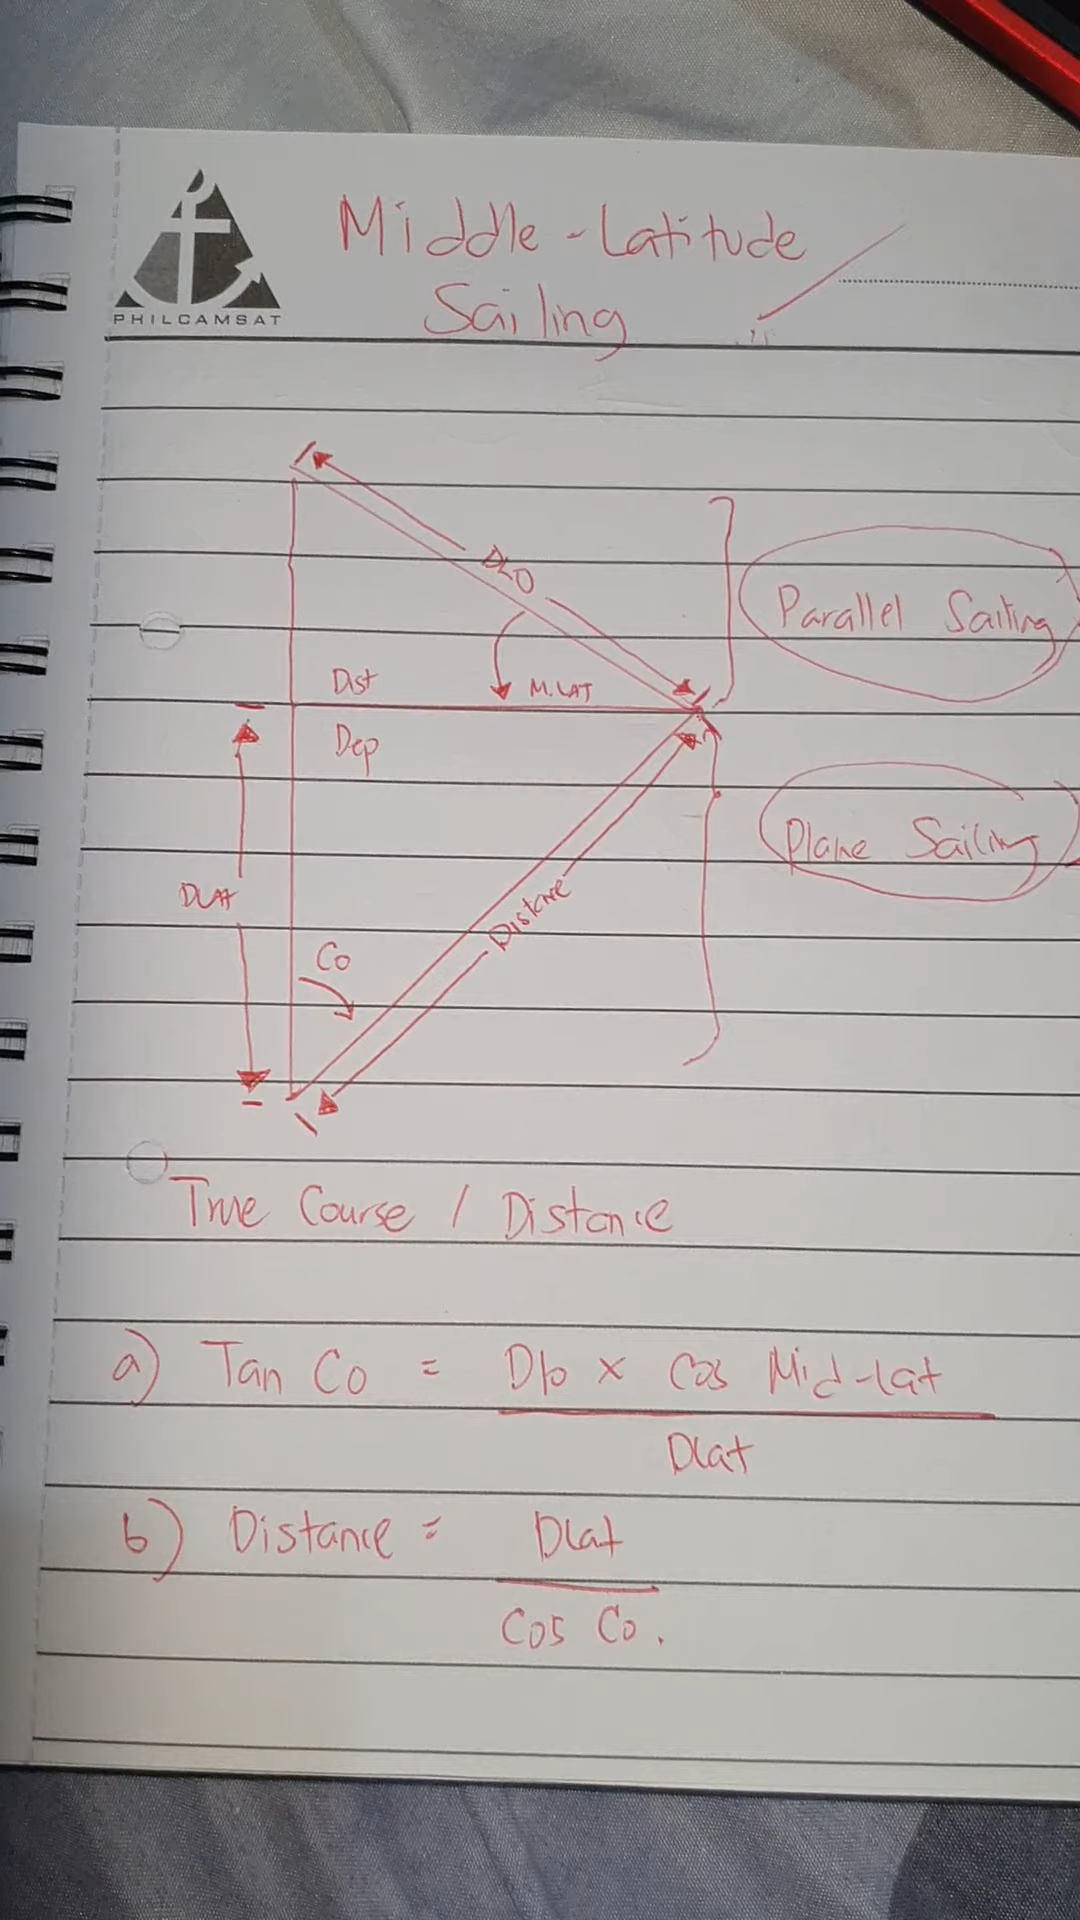 Middle-Latitude
Sailing
PHILCAMSAT
DLO
Parallel Sailing
Dist
M.LAT
Dep
Plane Sailing
DLAt
Distance
Co
True Course / Distance
a) Tan Co = Dlo x Cos Mid-lat
Dlat
b) Distance = Dlat
Cos Co.